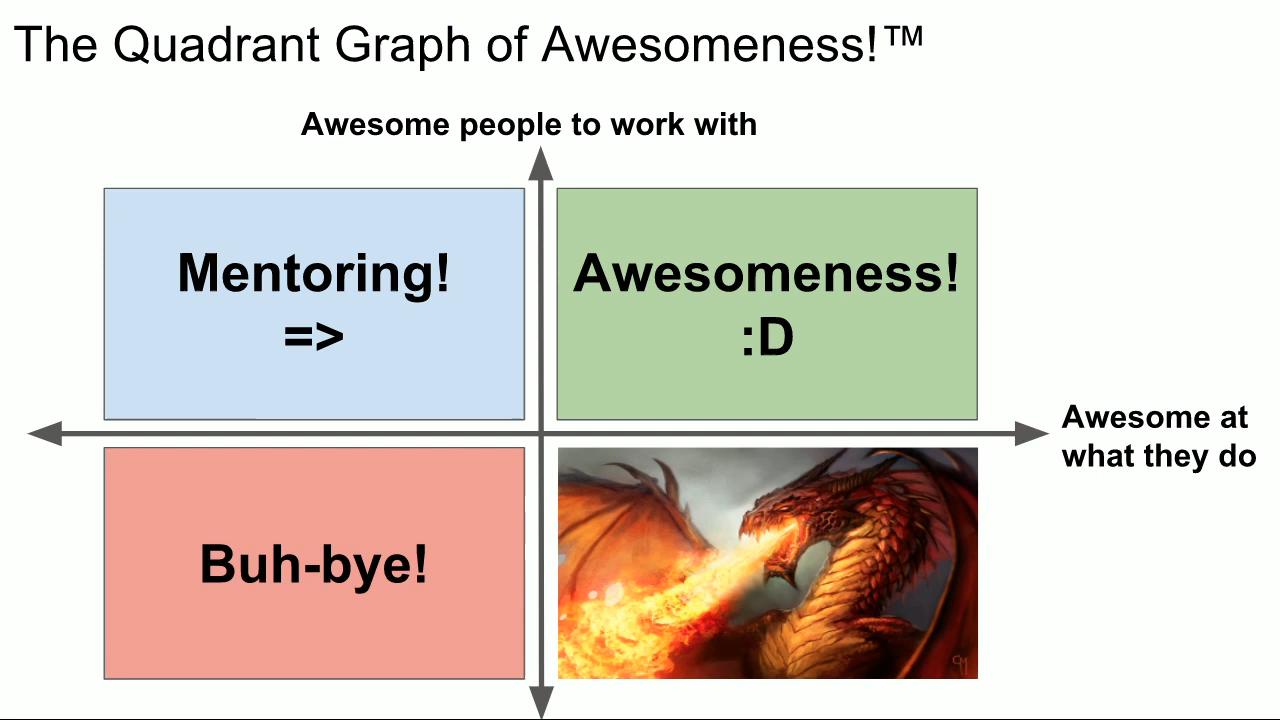 The Quadrant Graph of Awesomeness!™
Awesome people to work with
Mentoring!
=>
Awesomeness!
:D
Awesome at
what they do
Buh-bye!
CM